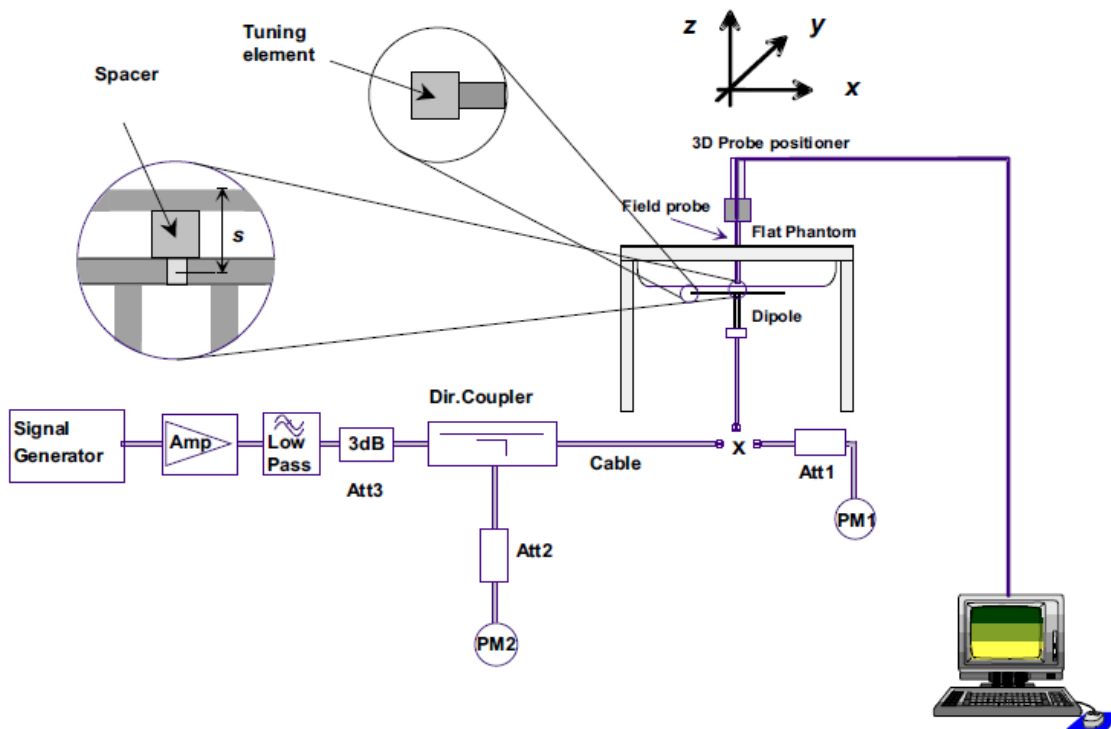 Tuning
element
Spacer
s
z
y
x
3D Probe positioner
Field probe
Flat Phantom
Dipole
Dir.Coupler
Signal
Generator
Amp
Low
Pass
3dB
Att3
Cable
X
Att1
PM1
Att2
PM2